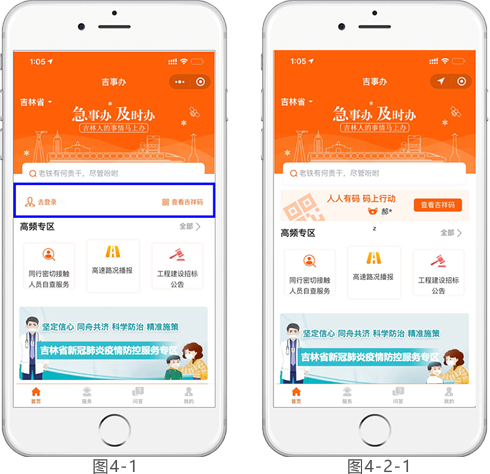 1:05
吉事办
吉林省
急事办 及时办
吉林人的事情马上办
老铁有何贵干，尽管吩咐
去登录
查看吉祥码
高频专区
全部
同行密切接触
人员自查服务
高速路况播报
工程建设招标
公告
坚定信心 同舟共济 科学防治 精准施策
吉林省新冠肺炎疫情防控服务专区
首页
服务
问答
我的
图4-1
1:05
吉事办
吉林省
急事办 及时办
吉林人的事情马上办
老铁有何贵干，尽管吩咐
人人有码 码上行动
郝*
查看吉祥码
z
高频专区
全部
同行密切接触
人员自查服务
高速路况播报
工程建设招标
公告
坚定信心 同舟共济 科学防治 精准施策
吉林省新冠肺炎疫情防控服务专区
首页
服务
问答
我的
图4-2-1